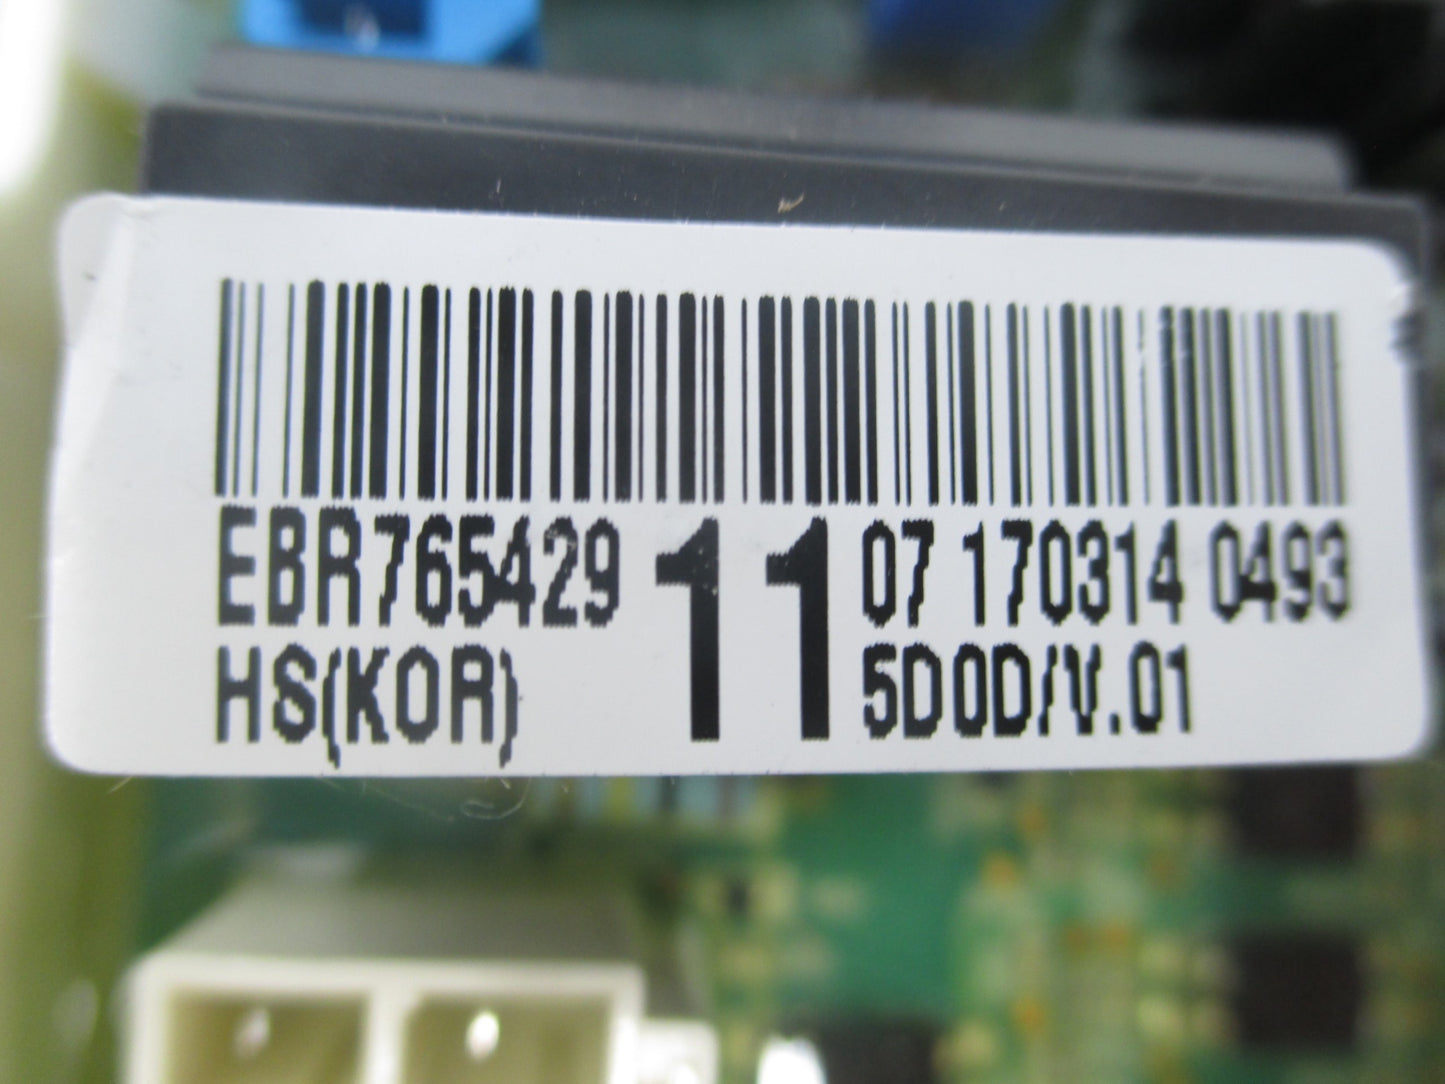 EBR765429 11 07 170314 0493
HS(KOR) 5D0D/V.01